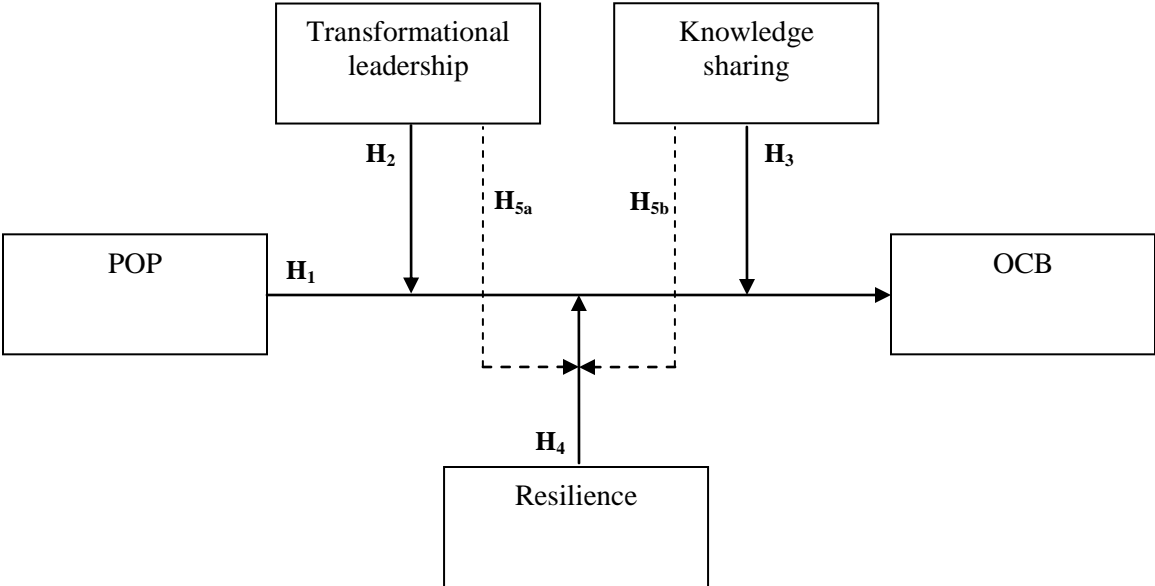 Transformational
leadership
Knowledge
sharing
H₂
H₃
H₅ₐ
H₅b
POP
H₁
OCB
H₄
Resilience